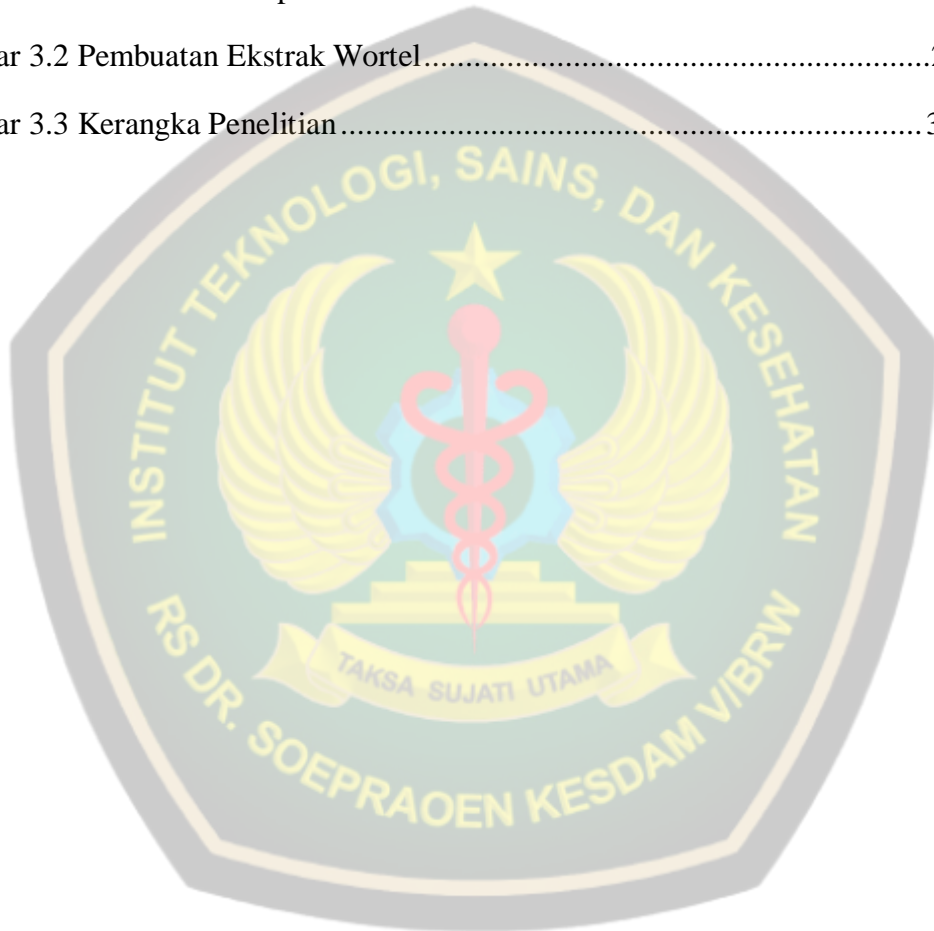 ar 3.2 Pembuatan Ekstrak Wortel
ar 3.3 Kerangka Penelitian
INSTITUT TEKNOLOGI, SAINS, DAN KESEHATAN
TAKSA SUJATI UTAMA
RS DR. SOEPRAOEN KESDAM V/BRW